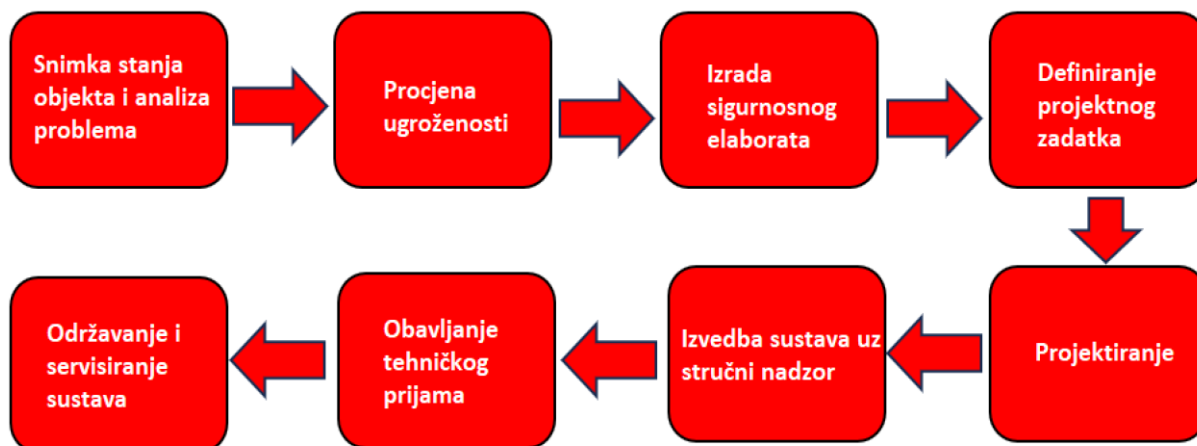 Snimka stanja
objekta i analiza
problema
Procjena
ugroženosti
Izrada
sigurnosnog
elaborata
Definiranje
projektnog
zadatka
Projektiranje
Izvedba sustava uz
stručni nadzor
Obavljanje
tehničkog
prijama
Održavanje i
servisiranje
sustava